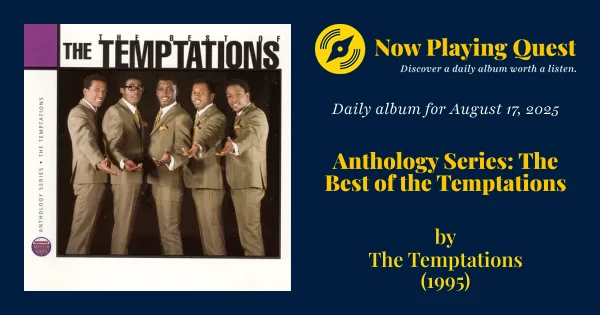 THE BEST OF
THE TEMPTATIONS
ANTHOLOGY SERIES • THE TEMPTATIONS
Now Playing Quest
Discover a daily album worth a listen.
Daily album for August 17, 2025
Anthology Series: The
Best of the Temptations
by
The Temptations
(1995)